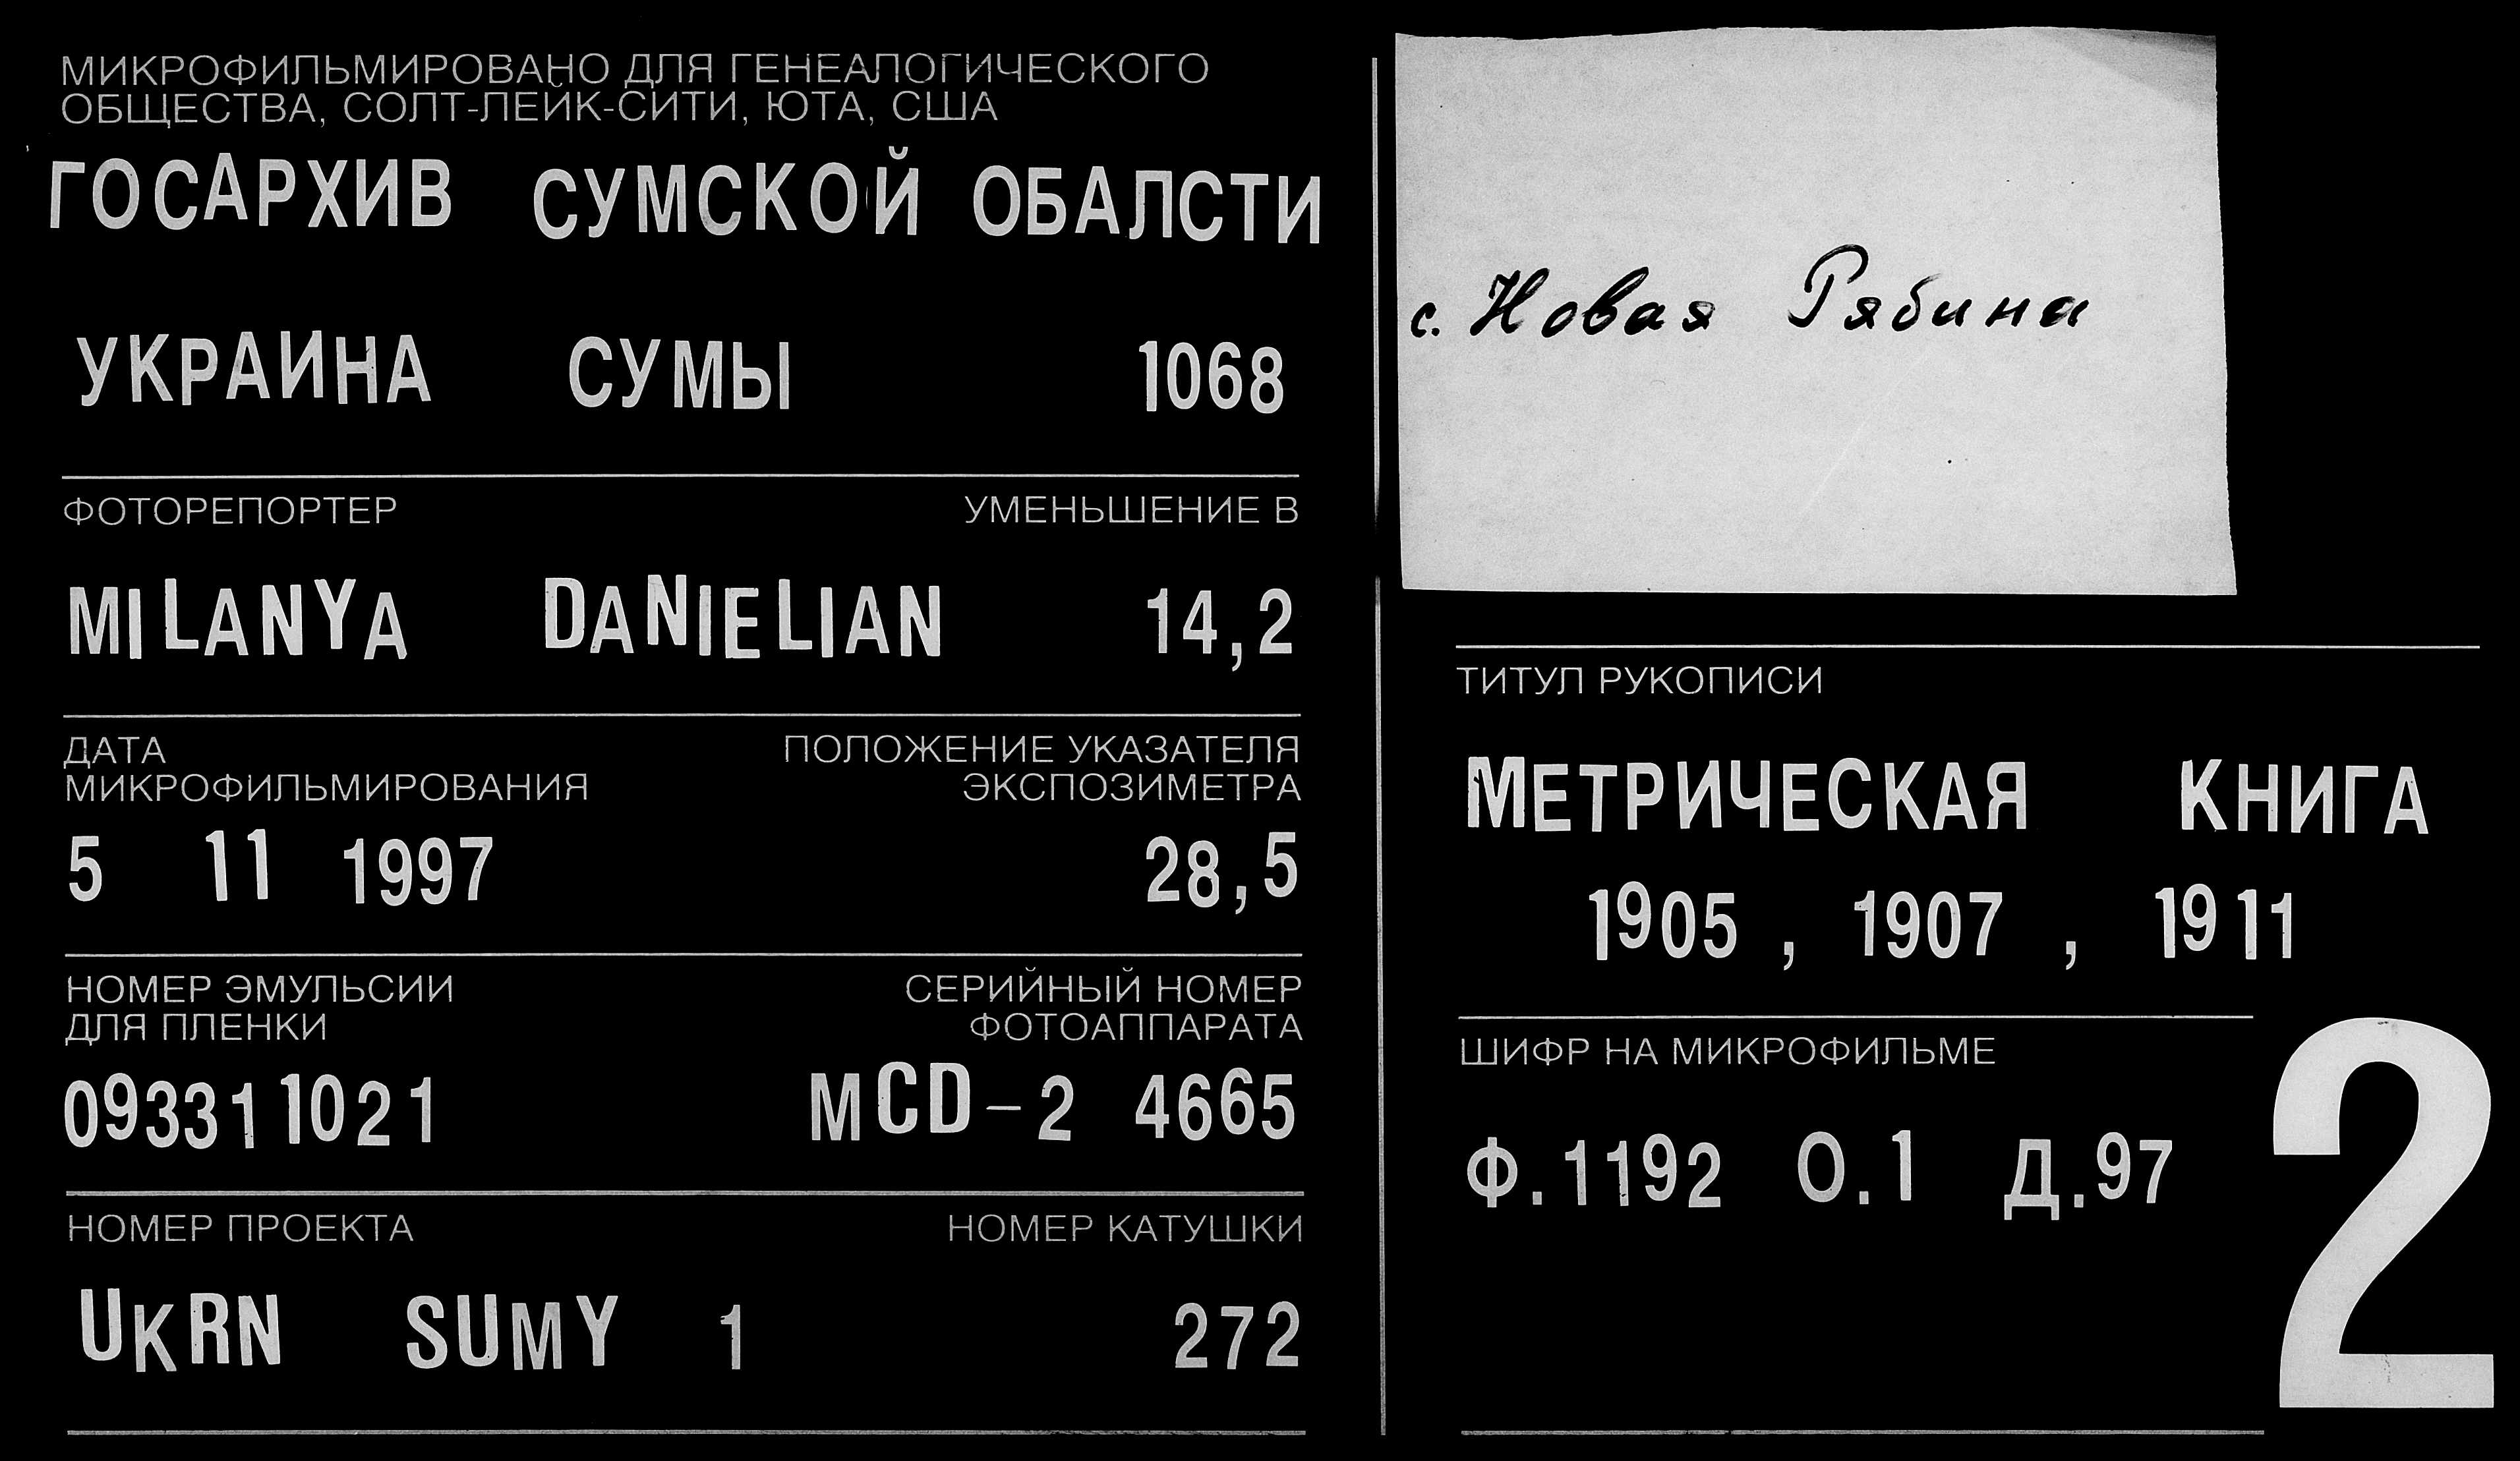 МИКРОФИЛЬМИРОВАНО ДЛЯ ГЕНЕАЛОГИЧЕСКОГО
ОБЩЕСТВА, СОЛТ-ЛЕЙК-СИТИ, ЮТА, США
ГОСАРХИВ СУМСКОЙ ОБАЛСТИ
УКРАИНА СУМЫ 1068
ФОТОРЕПОРТЕР УМЕНЬШЕНИЕ В
MILANYA DANIELIAN 14,2
ДАТА
МИКРОФИЛЬМИРОВАНИЯ
ПОЛОЖЕНИЕ УКАЗАТЕЛЯ
ЭКСПОЗИМЕТРА
5 11 1997 28,5
НОМЕР ЭМУЛЬСИИ
ДЛЯ ПЛЕНКИ
СЕРИЙНЫЙ НОМЕР
ФОТОАППАРАТА
093311021 MCD-2 4665
НОМЕР ПРОЕКТА НОМЕР КАТУШКИ
UKRN SUMY 1 272
с. Новая Рябина
ТИТУЛ РУКОПИСИ
МЕТРИЧЕСКАЯ КНИГА
1905, 1907, 1911
ШИФР НА МИКРОФИЛЬМЕ
Ф.1192 О.1 Д.97
2